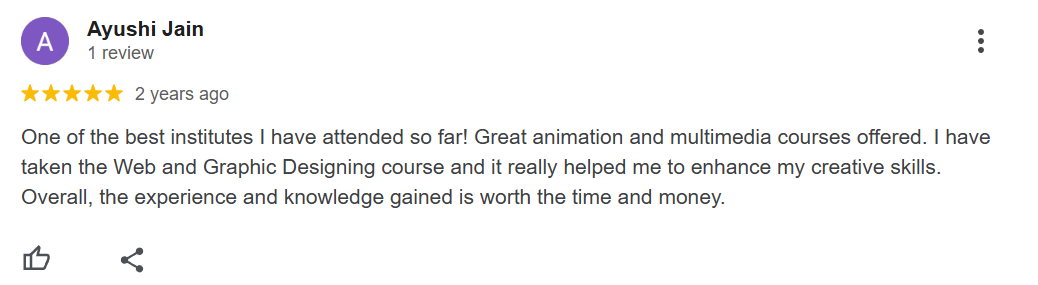 A
Ayushi Jain
1 review
2 years ago
One of the best institutes I have attended so far! Great animation and multimedia courses offered. I have
taken the Web and Graphic Designing course and it really helped me to enhance my creative skills.
Overall, the experience and knowledge gained is worth the time and money.